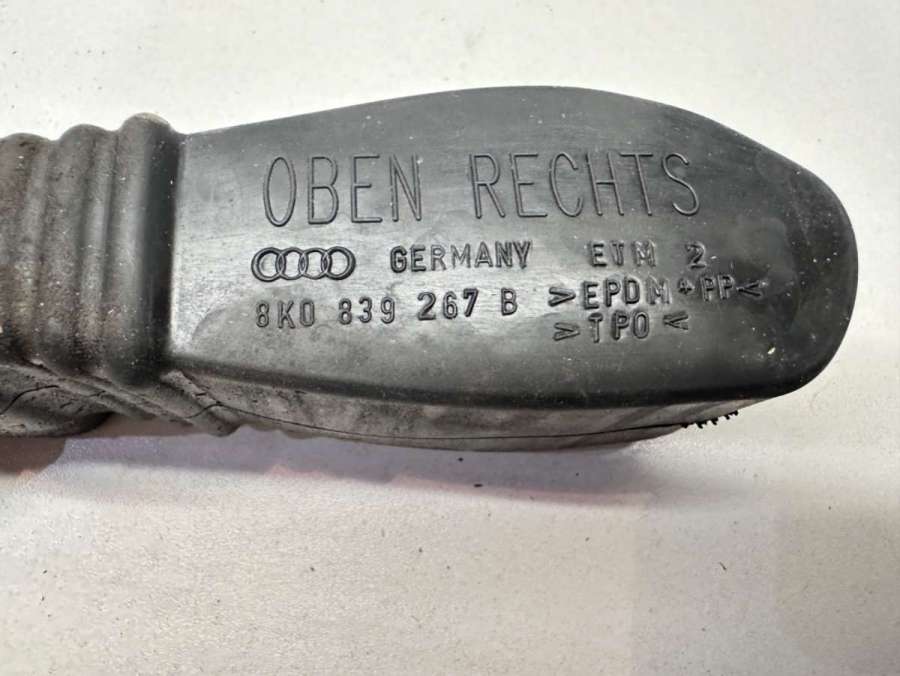 OBEN RECHTS
GERMANY ETM 2
8K0 839 267 B >EPDM+PP<
>TPO<